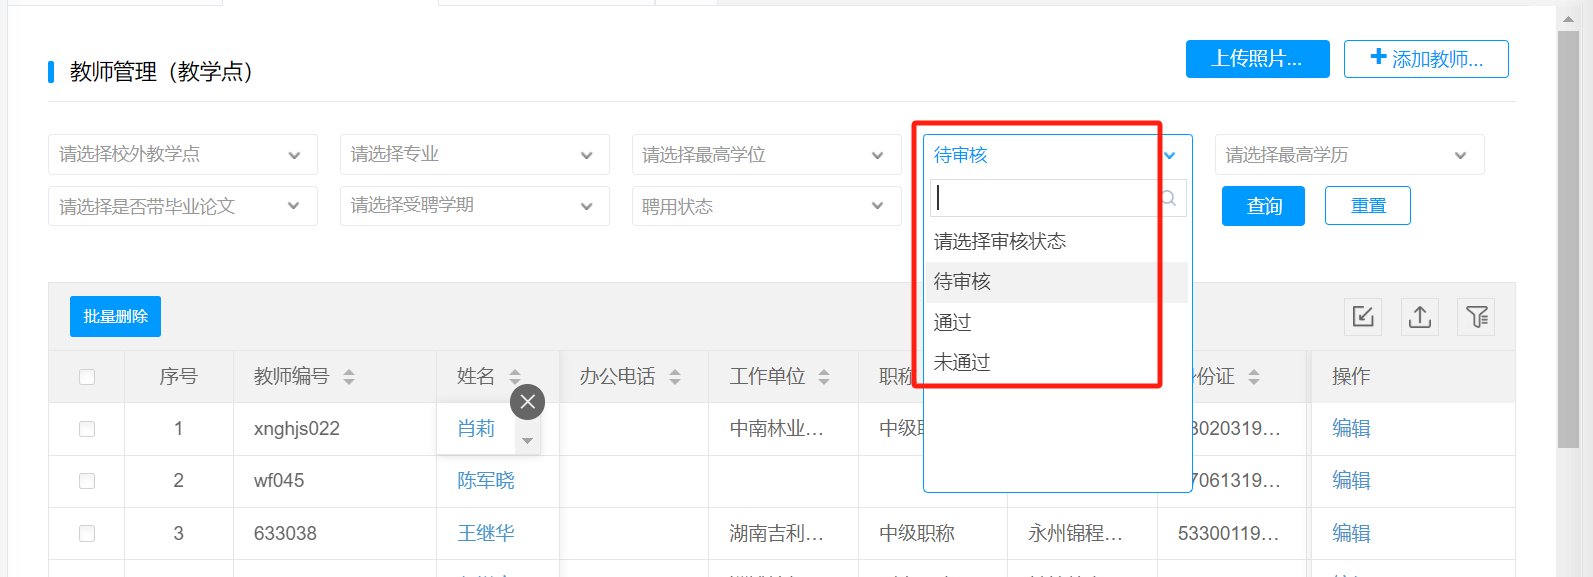 教师管理（教学点）
上传照片...
添加教师...
请选择校外教学点
请选择专业
请选择最高学位
待审核
请选择最高学历
请选择是否带毕业论文
请选择受聘学期
聘用状态
查询
重置
请选择审核状态
待审核
通过
未通过
批量删除
序号 教师编号 姓名 办公电话 工作单位 职称 份证 操作
1 xnghjs022 肖莉 中南林业... 中级 3020319... 编辑
2 wf045 陈军晓 7061319... 编辑
3 633038 王继华 湖南吉利... 中级职称 永州锦程... 53300119... 编辑